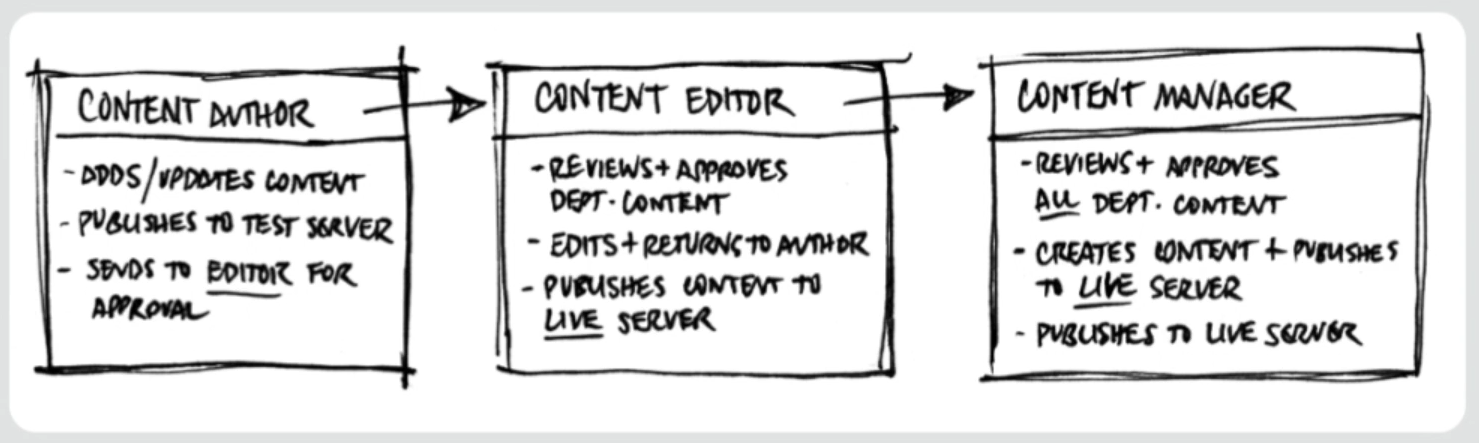 CONTENT AUTHOR
- ADDS/UPDATES CONTENT
- PUBLISHES TO TEST SERVER
- SENDS TO EDITOR FOR
APPROVAL
CONTENT EDITOR
- REVIEWS + APPROVES
DEPT. CONTENT
- EDITS + RETURNS TO AUTHOR
- PUBLISHES CONTENT TO
LIVE SERVER
CONTENT MANAGER
- REVIEWS + APPROVES
ALL DEPT. CONTENT
- CREATES CONTENT + PUBLISHES
TO LIVE SERVER
- PUBLISHES TO LIVE SERVER